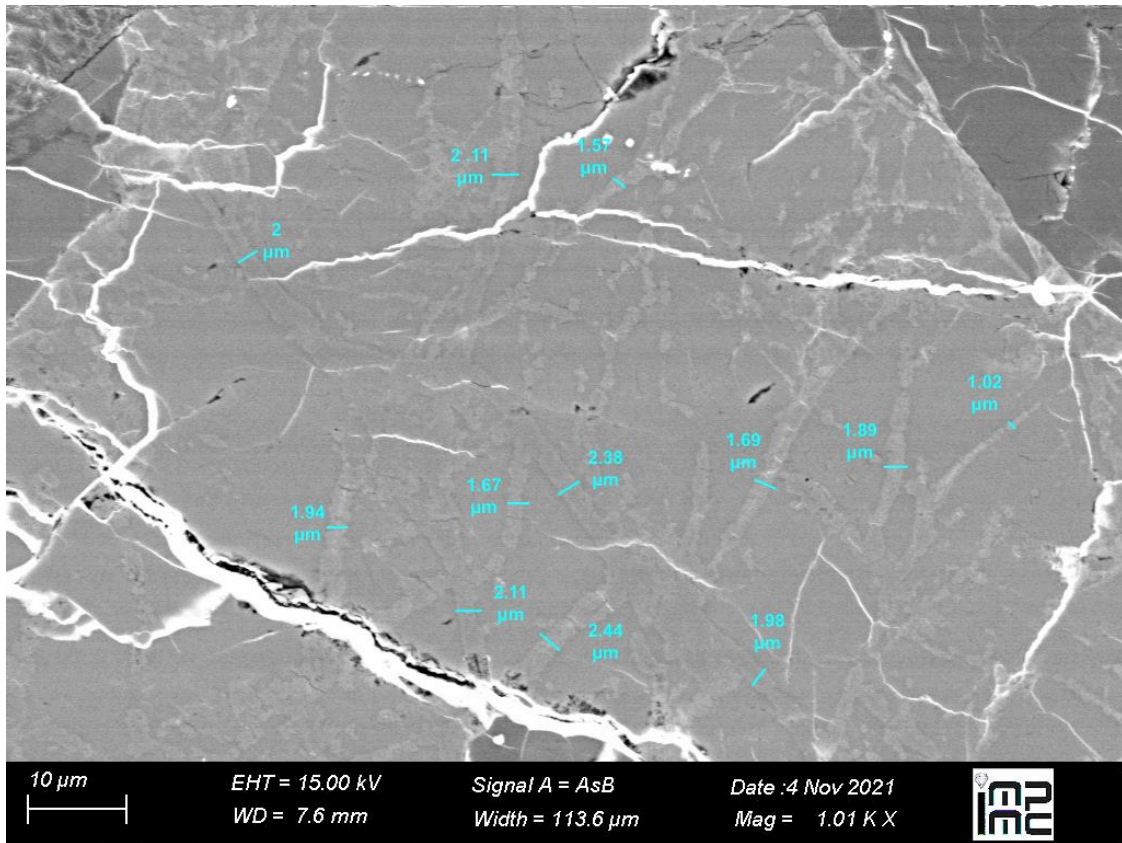 2 .11
µm
1.57
µm
2
µm
1.02
µm
1.89
µm
1.69
µm
2.38
µm
1.67
µm
1.94
µm
2.11
µm
2.44
µm
1.98
µm
10 µm
EHT = 15.00 kV
Signal A = AsB
Date :4 Nov 2021
WD = 7.6 mm
Width = 113.6 µm
Mag = 1.01 K X
IMPMC